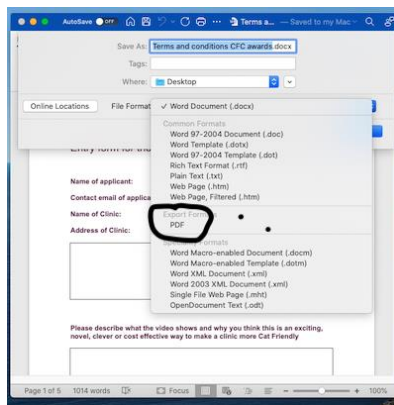 AutoSave OFF
Terms a... — Saved to my Mac
Save As: Terms and conditions CFC awards.docx
Tags:
Where: Desktop
Online Locations File Format ✓ Word Document (.docx)
Common Formats
Word 97-2004 Document (.doc)
Word Template (.dotx)
Word 97-2004 Template (.dot)
Rich Text Format (.rtf)
Plain Text (.txt)
Web Page (.htm)
Web Page, Filtered (.htm)
Export Formats
PDF
Specialty Formats
Word Macro-enabled Document (.docm)
Word Macro-enabled Template (.dotm)
Word XML Document (.xml)
Word 2003 XML Document (.xml)
Single File Web Page (.mht)
OpenDocument Text (.odt)
Entry form for the
Name of applicant:
Contact email of applica
Name of Clinic:
Address of Clinic:
Please describe what the video shows and why you think this is an exciting,
novel, clever or cost effective way to make a clinic more Cat Friendly
Page 1 of 5 1014 words Focus 100%